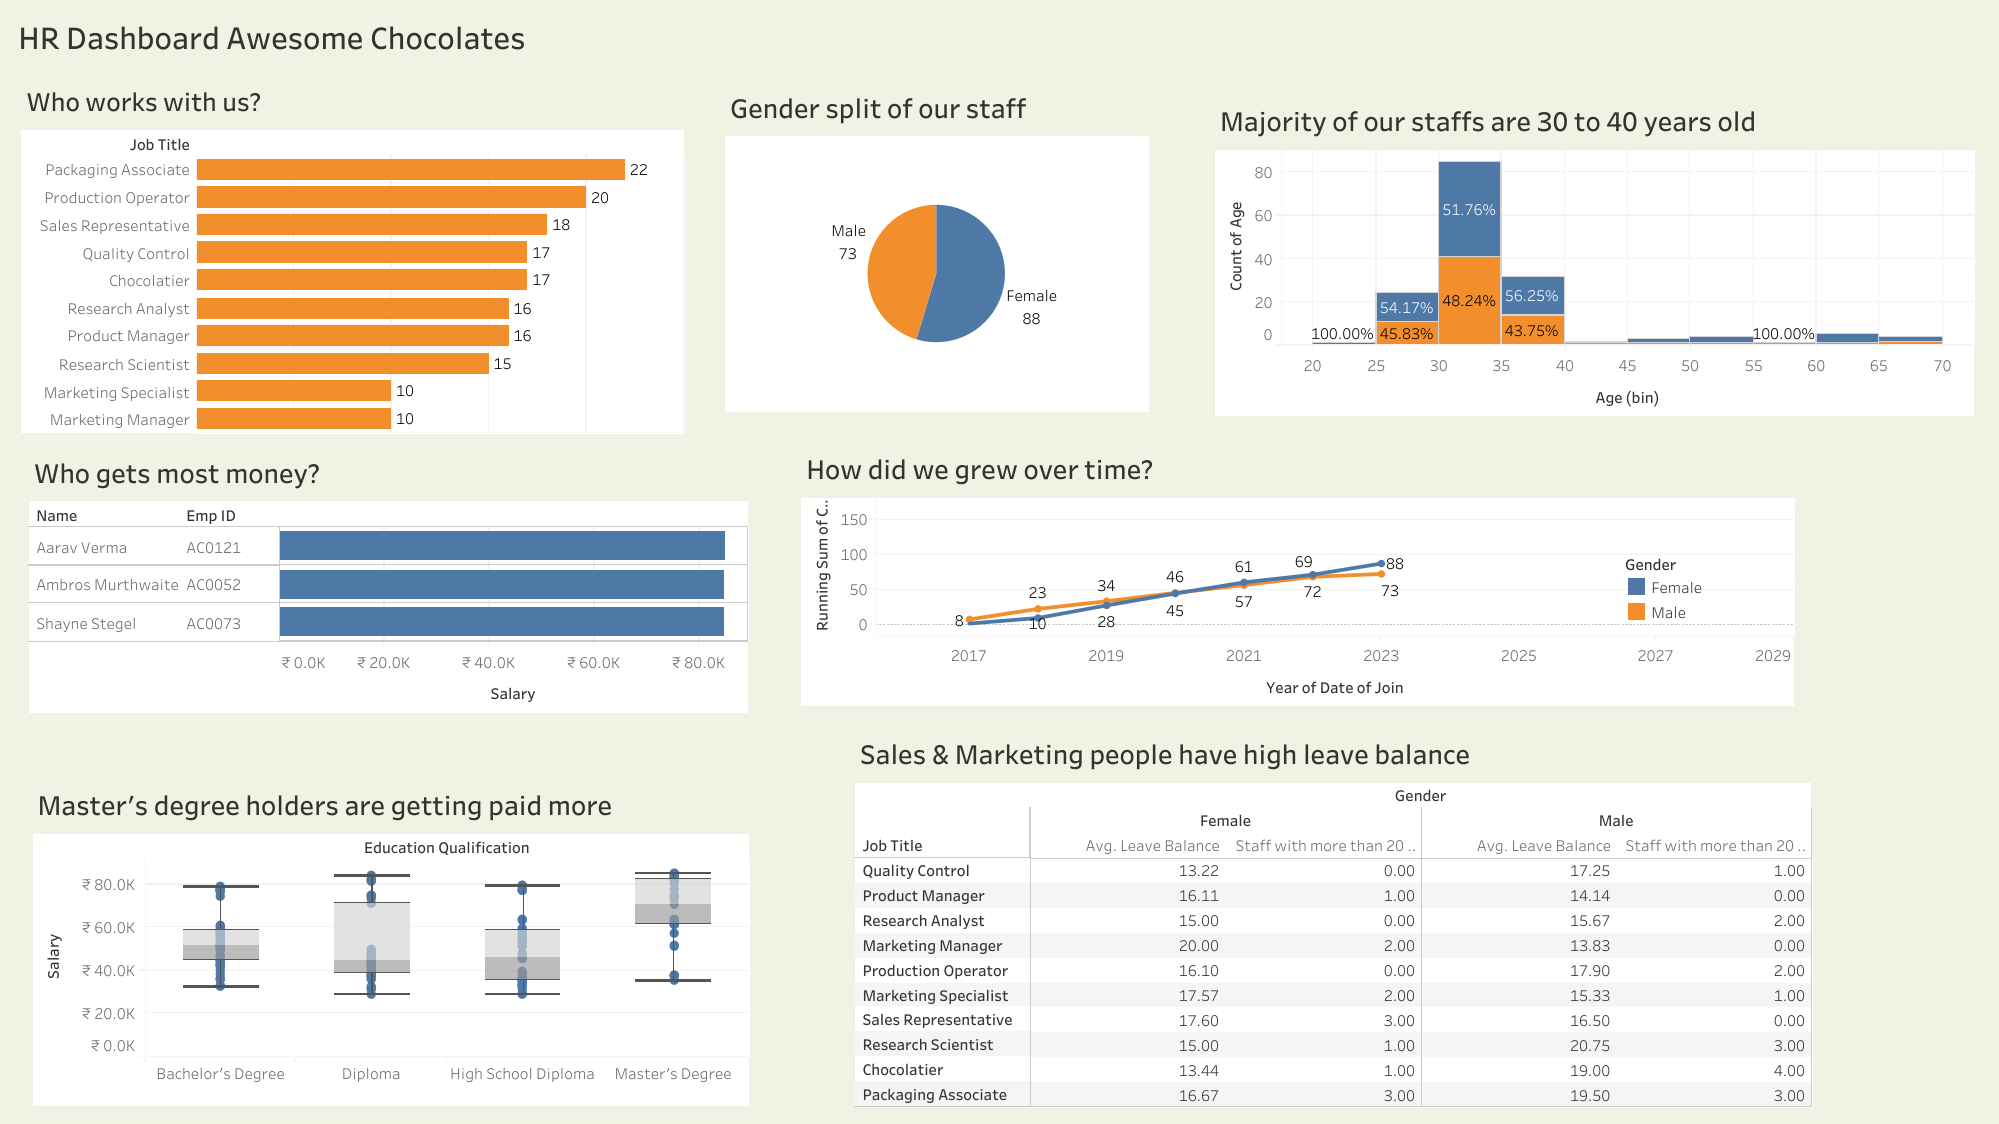 HR Dashboard Awesome Chocolates
Who works with us?
Job Title
Packaging Associate 22
Production Operator 20
Sales Representative 18
Quality Control 17
Chocolatier 17
Research Analyst 16
Product Manager 16
Research Scientist 15
Marketing Specialist 10
Marketing Manager 10
Gender split of our staff
Male
73
Female
88
Majority of our staffs are 30 to 40 years old
Count of Age
80
60
40
20
0
51.76%
48.24%
54.17%
45.83%
56.25%
43.75%
100.00%
100.00%
20 25 30 35 40 45 50 55 60 65 70
Age (bin)
Who gets most money?
Name Emp ID
Aarav Verma AC0121
Ambros Murthwaite AC0052
Shayne Stegel AC0073
₹ 0.0K ₹ 20.0K ₹ 40.0K ₹ 60.0K ₹ 80.0K
Salary
How did we grew over time?
Running Sum of C..
150
100
50
0
8 23 34 46 61 69 88
10 28 45 57 72 73
Gender
Female
Male
2017 2019 2021 2023 2025 2027 2029
Year of Date of Join
Master's degree holders are getting paid more
Education Qualification
Salary
₹ 80.0K
₹ 60.0K
₹ 40.0K
₹ 20.0K
₹ 0.0K
Bachelor's Degree Diploma High School Diploma Master's Degree
Sales & Marketing people have high leave balance
Gender
Female Male
Job Title Avg. Leave Balance Staff with more than 20 .. Avg. Leave Balance Staff with more than 20 ..
Quality Control 13.22 0.00 17.25 1.00
Product Manager 16.11 1.00 14.14 0.00
Research Analyst 15.00 0.00 15.67 2.00
Marketing Manager 20.00 2.00 13.83 0.00
Production Operator 16.10 0.00 17.90 2.00
Marketing Specialist 17.57 2.00 15.33 1.00
Sales Representative 17.60 3.00 16.50 0.00
Research Scientist 15.00 1.00 20.75 3.00
Chocolatier 13.44 1.00 19.00 4.00
Packaging Associate 16.67 3.00 19.50 3.00